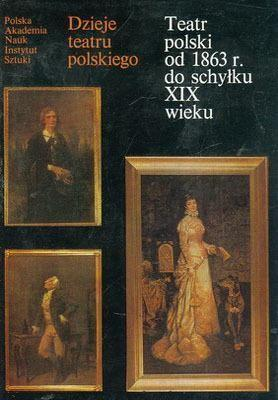 Polska
Akademia
Nauk
Instytut
Sztuki
Dzieje
teatru
polskiego
Teatr
polski
od 1863 r.
do schyłku
XIX
wieku